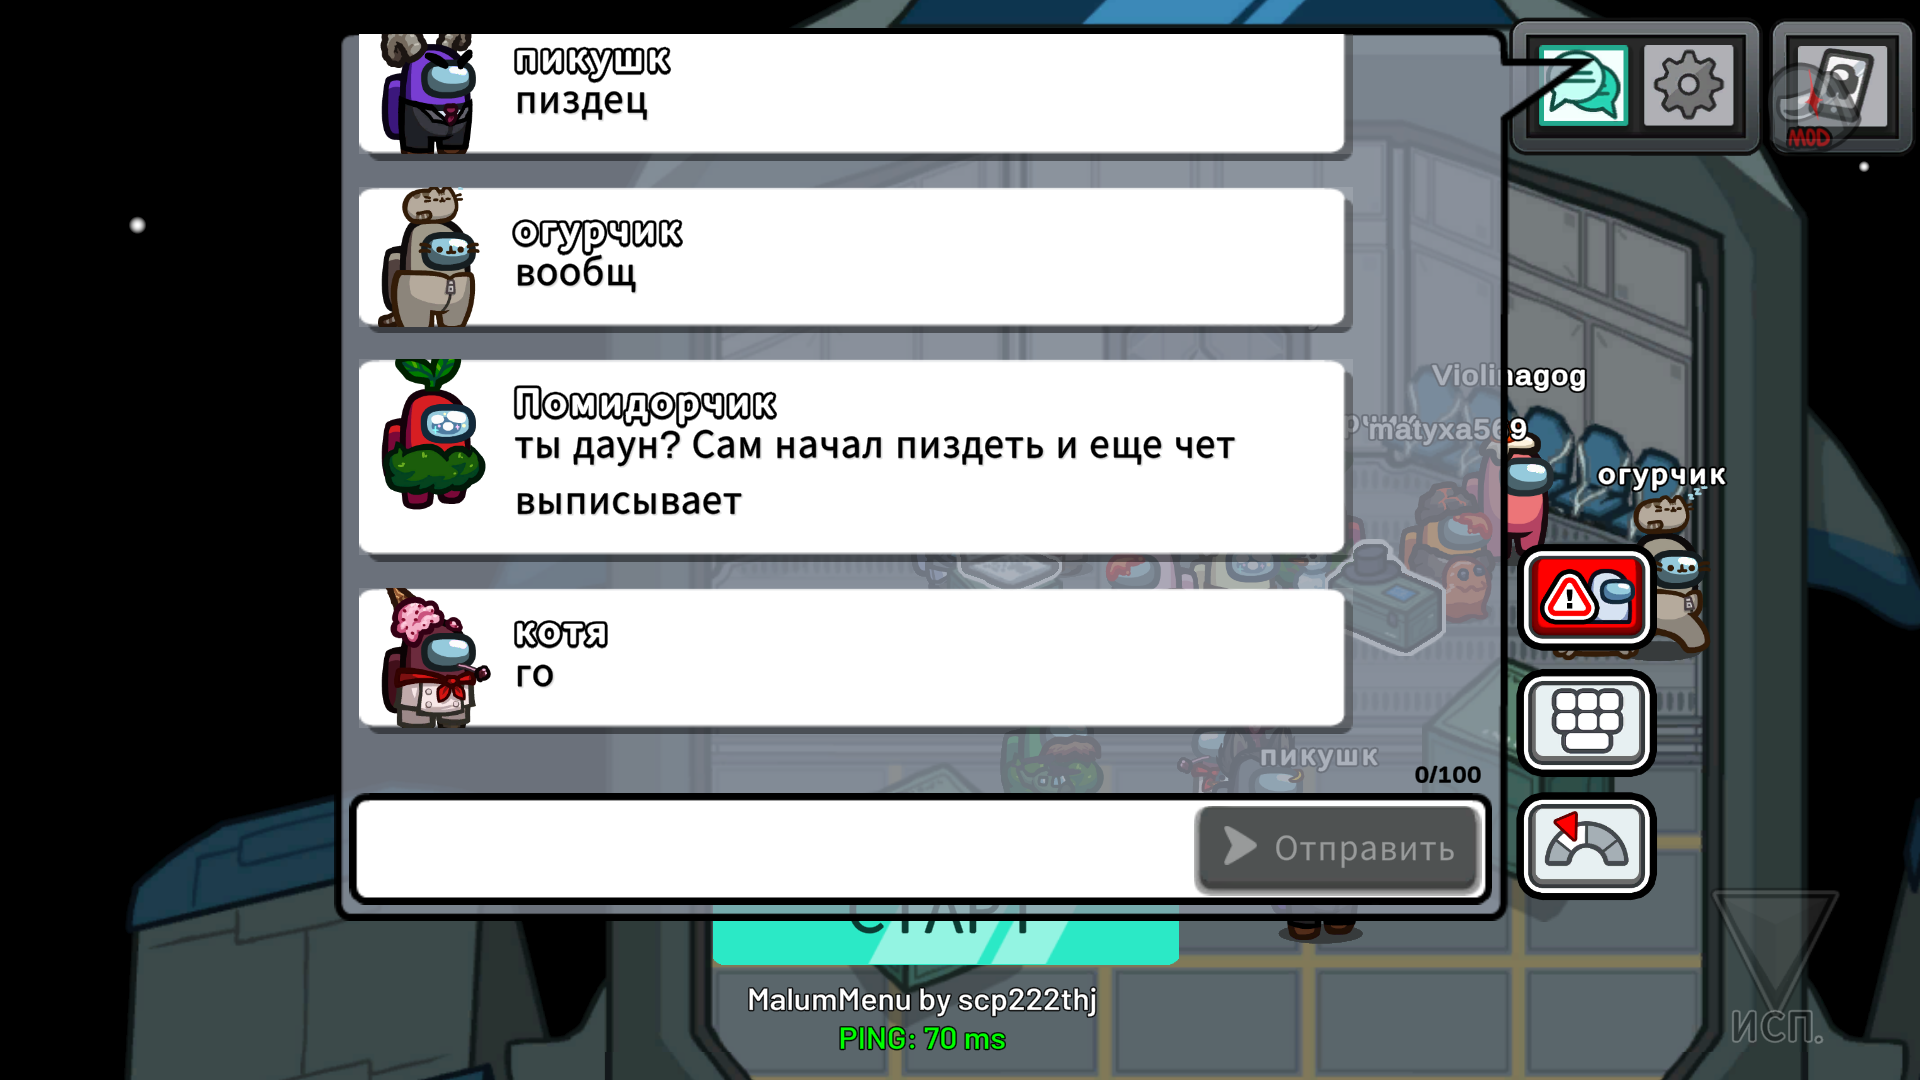 пикушк
пиздец
огурчик
вообщ
Помидорчик
ты даун? Сам начал пиздеть и еще чет
выписывает
котя
го
0/100
Отправить
MOD
Violinagog
matyxa569
огурчик
пикушк
СТАРТ
MalumMenu by scp222thj
PING: 70 ms
ИСП.